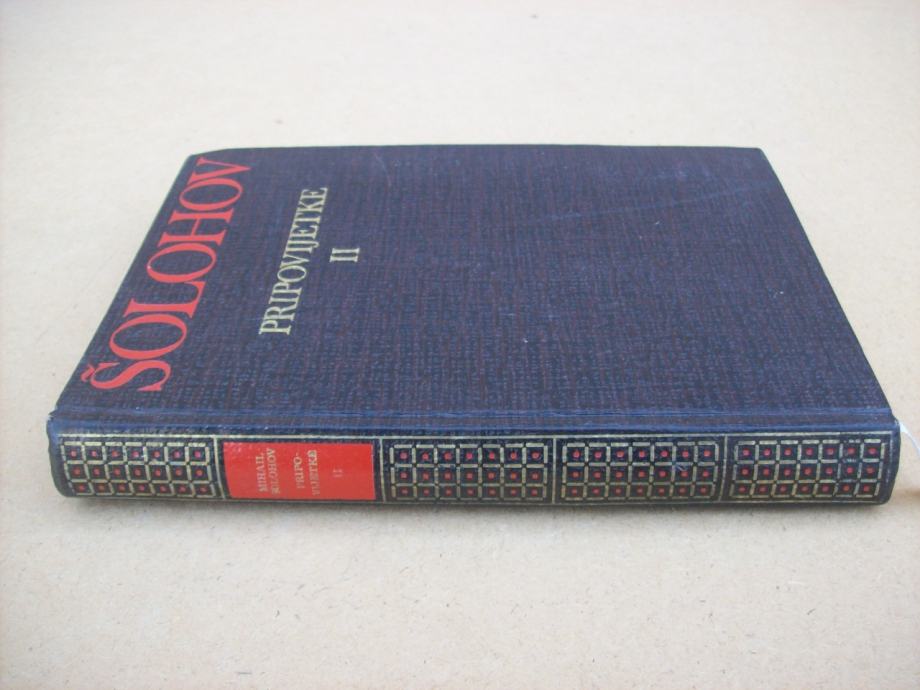 ŠOLOHOV
PRIPOVIJETKE
II
MIHAIL
ŠOLOHOV
PRIPO-
VIJETKE
II